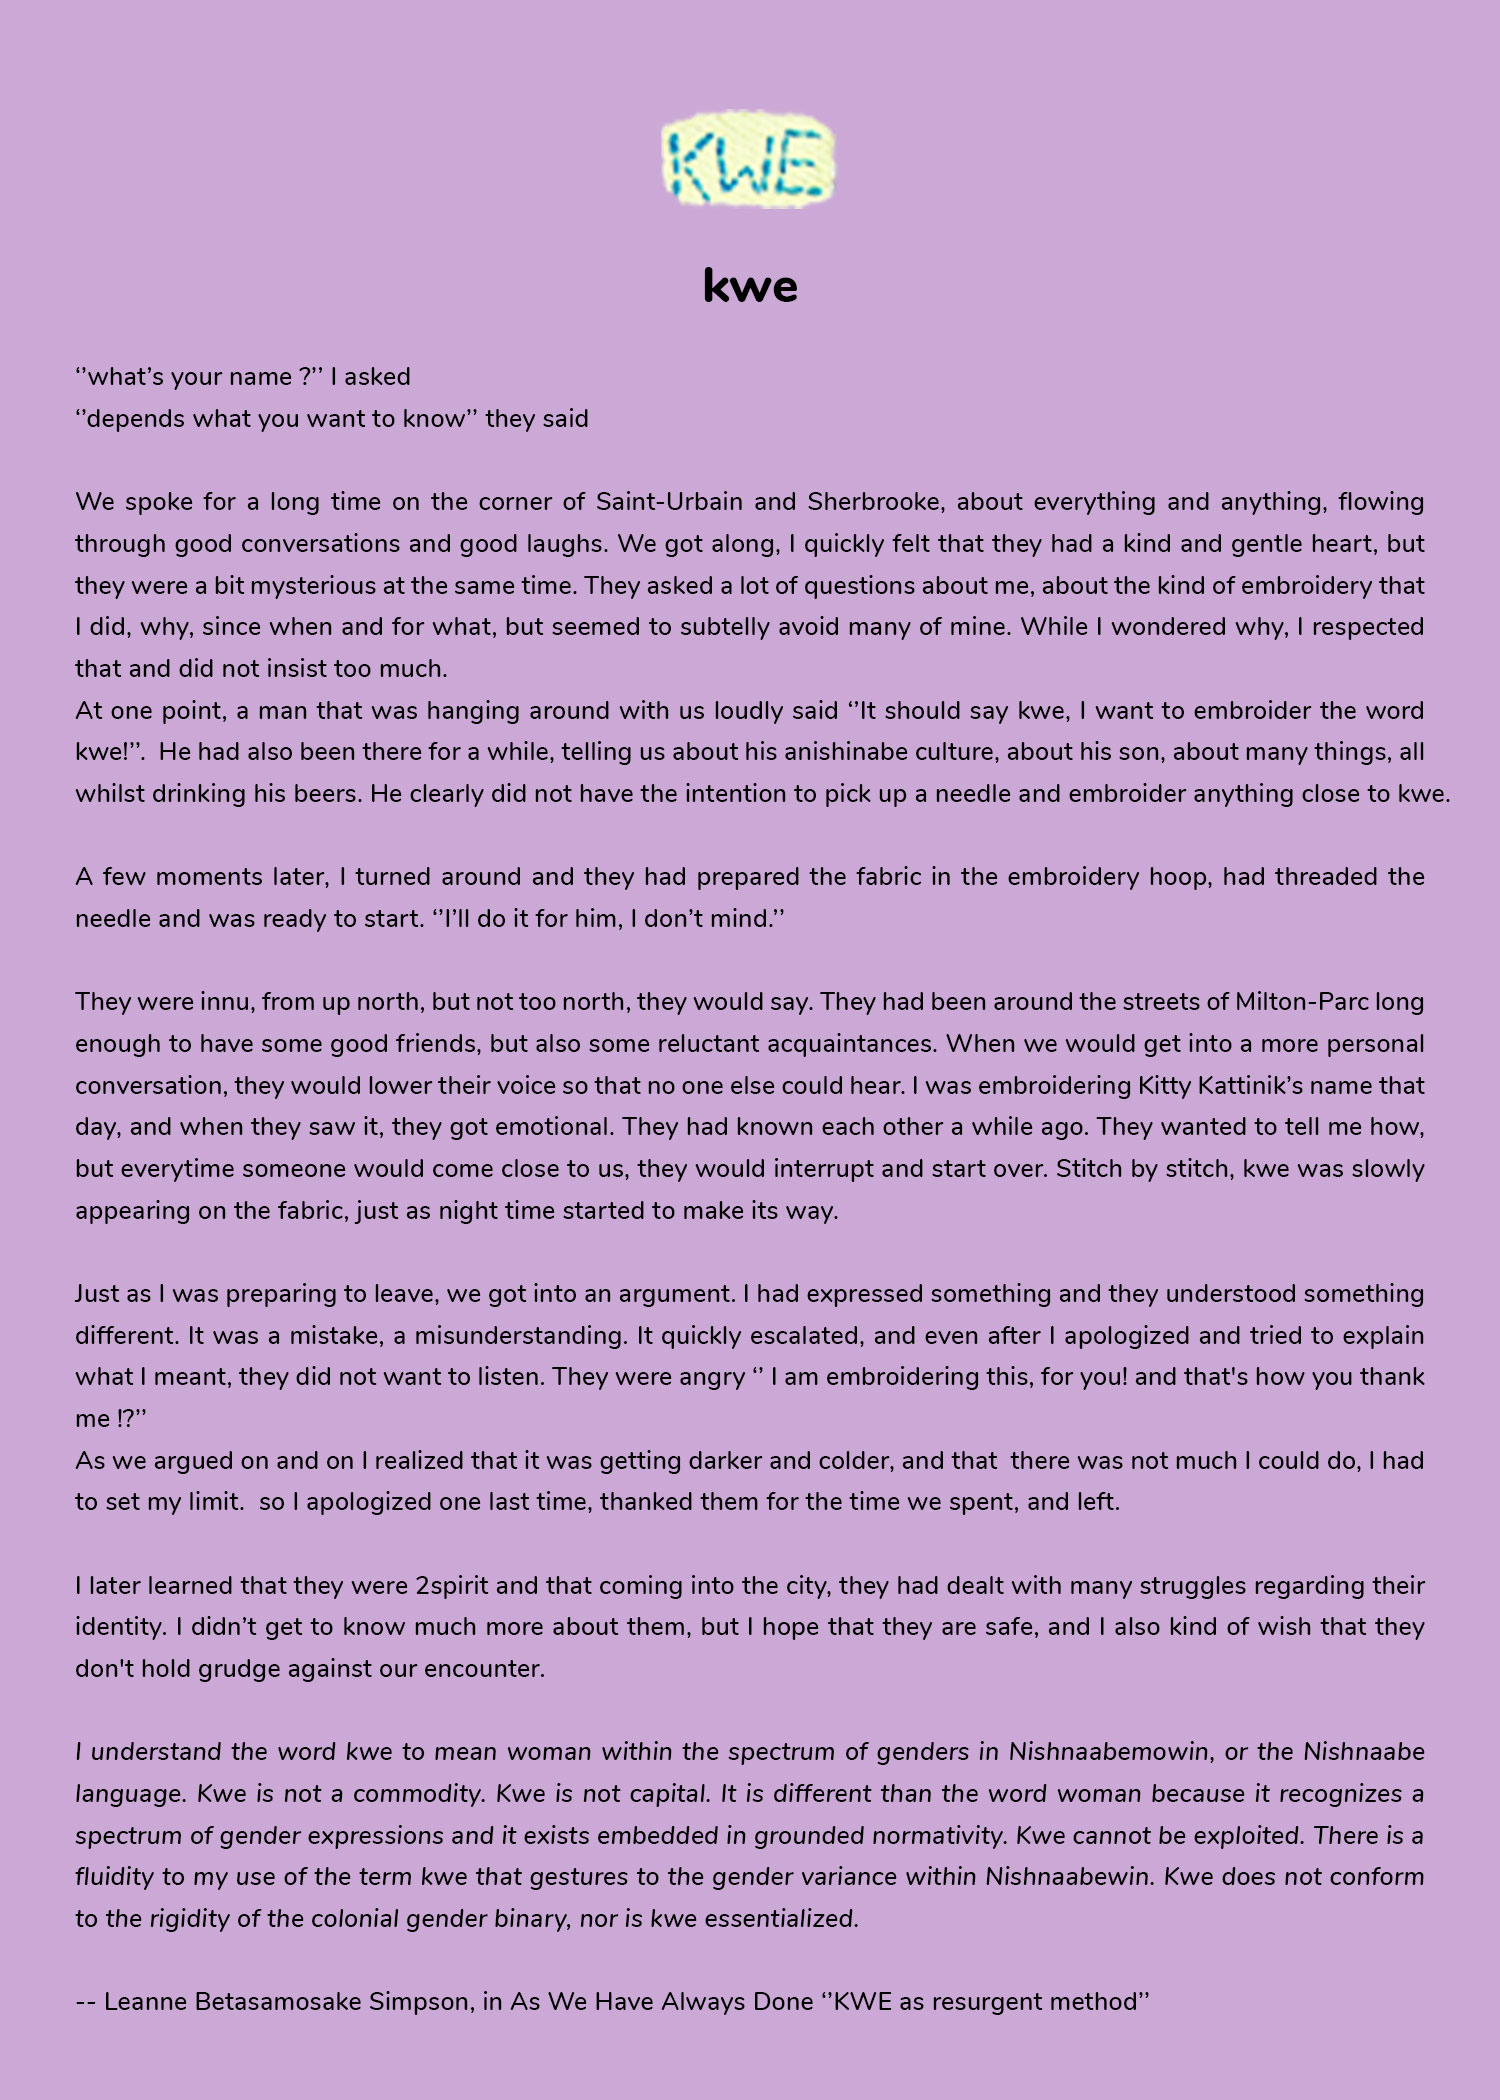 KWE
kwe
‘’what’s your name ?’’ I asked
‘’depends what you want to know’’ they said
We spoke for a long time on the corner of Saint-Urbain and Sherbrooke, about everything and anything, flowing
through good conversations and good laughs. We got along, I quickly felt that they had a kind and gentle heart, but
they were a bit mysterious at the same time. They asked a lot of questions about me, about the kind of embroidery that
I did, why, since when and for what, but seemed to subtelly avoid many of mine. While I wondered why, I respected
that and did not insist too much.
At one point, a man that was hanging around with us loudly said ‘’It should say kwe, I want to embroider the word
kwe!’’.  He had also been there for a while, telling us about his anishinabe culture, about his son, about many things, all
whilst drinking his beers. He clearly did not have the intention to pick up a needle and embroider anything close to kwe.
A few moments later, I turned around and they had prepared the fabric in the embroidery hoop, had threaded the
needle and was ready to start. ‘’I’ll do it for him, I don’t mind.’’
They were innu, from up north, but not too north, they would say. They had been around the streets of Milton-Parc long
enough to have some good friends, but also some reluctant acquaintances. When we would get into a more personal
conversation, they would lower their voice so that no one else could hear. I was embroidering Kitty Kattinik’s name that
day, and when they saw it, they got emotional. They had known each other a while ago. They wanted to tell me how,
but everytime someone would come close to us, they would interrupt and start over. Stitch by stitch, kwe was slowly
appearing on the fabric, just as night time started to make its way.
Just as I was preparing to leave, we got into an argument. I had expressed something and they understood something
different. It was a mistake, a misunderstanding. It quickly escalated, and even after I apologized and tried to explain
what I meant, they did not want to listen. They were angry ‘’ I am embroidering this, for you! and that's how you thank
me !?’’
As we argued on and on I realized that it was getting darker and colder, and that  there was not much I could do, I had
to set my limit.  so I apologized one last time, thanked them for the time we spent, and left.
I later learned that they were 2spirit and that coming into the city, they had dealt with many struggles regarding their
identity. I didn’t get to know much more about them, but I hope that they are safe, and I also kind of wish that they
don't hold grudge against our encounter.
I understand the word kwe to mean woman within the spectrum of genders in Nishnaabemowin, or the Nishnaabe
language. Kwe is not a commodity. Kwe is not capital. It is different than the word woman because it recognizes a
spectrum of gender expressions and it exists embedded in grounded normativity. Kwe cannot be exploited. There is a
fluidity to my use of the term kwe that gestures to the gender variance within Nishnaabewin. Kwe does not conform
to the rigidity of the colonial gender binary, nor is kwe essentialized.
-- Leanne Betasamosake Simpson, in As We Have Always Done ‘’KWE as resurgent method’’